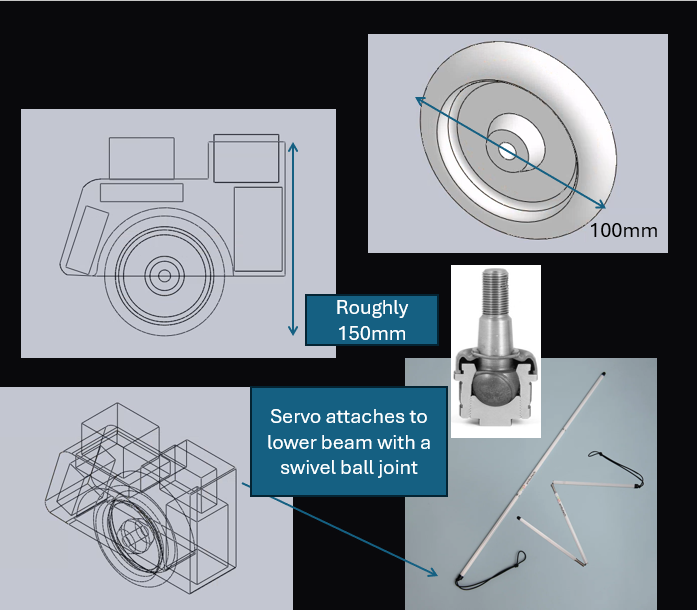 100mm
Roughly
150mm
Servo attaches to
lower beam with a
swivel ball joint